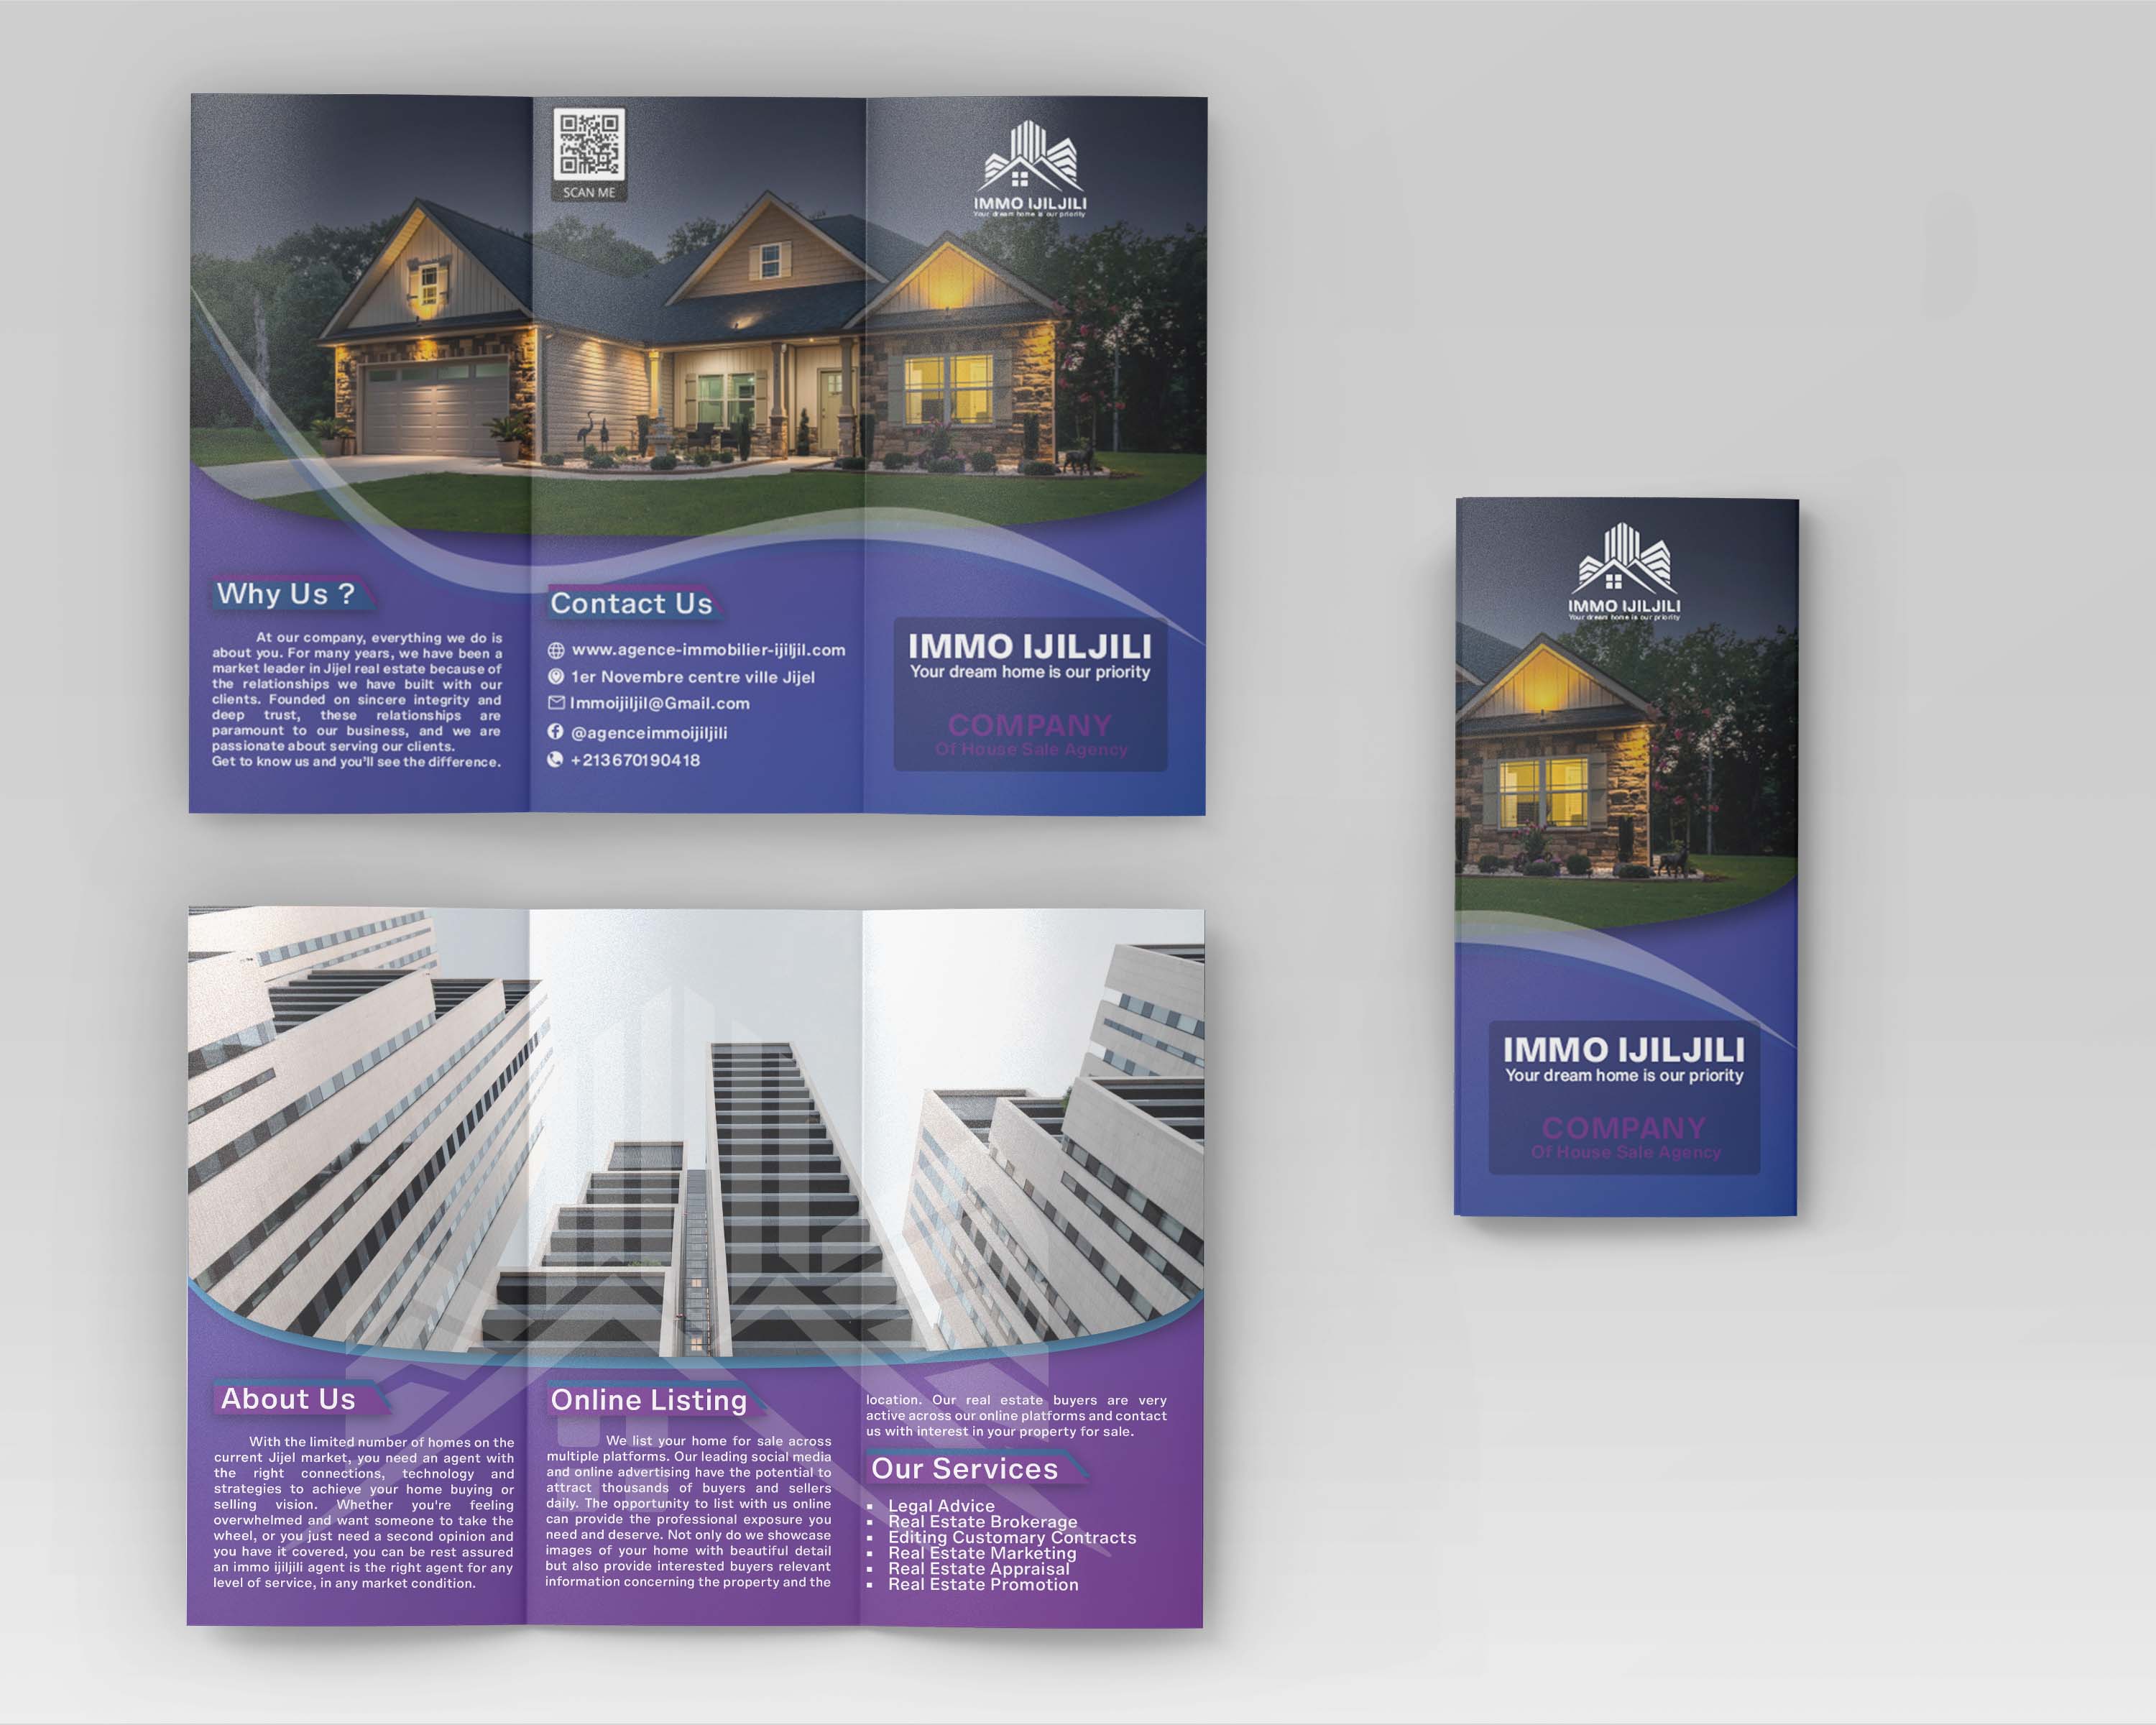 SCAN ME
IMMO IJILJILI
Your dream home is our priority
Why Us ?
At our company, everything we do is
about you. For many years, we have been a
market leader in Jijel real estate because of
the relationships we have built with our
clients. Founded on sincere integrity and
deep trust, these relationships are
paramount to our business, and we are
passionate about serving our clients.
Get to know us and you'll see the difference.
Contact Us
www.agence-immobilier-ijiljil.com
1er Novembre centre ville Jijel
Immoijiljil@Gmail.com
@agenceimmoijiljili
+213670190418
IMMO IJILJILI
Your dream home is our priority
COMPANY
Of House Sale Agency
IMMO IJILJILI
Your dream home is our priority
IMMO IJILJILI
Your dream home is our priority
COMPANY
Of House Sale Agency
About Us
With the limited number of homes on the
current Jijel market, you need an agent with
the right connections, technology and
strategies to achieve your home buying or
selling vision. Whether you're feeling
overwhelmed and want someone to take the
wheel, or you just need a second opinion and
you have it covered, you can be rest assured
an immo ijiljili agent is the right agent for any
level of service, in any market condition.
Online Listing
We list your home for sale across
multiple platforms. Our leading social media
and online advertising have the potential to
attract thousands of buyers and sellers
daily. The opportunity to list with us online
can provide the professional exposure you
need and deserve. Not only do we showcase
images of your home with beautiful detail
but also provide interested buyers relevant
information concerning the property and the
location. Our real estate buyers are very
active across our online platforms and contact
us with interest in your property for sale.
Our Services
▪ Legal Advice
▪ Real Estate Brokerage
▪ Editing Customary Contracts
▪ Real Estate Marketing
▪ Real Estate Appraisal
▪ Real Estate Promotion